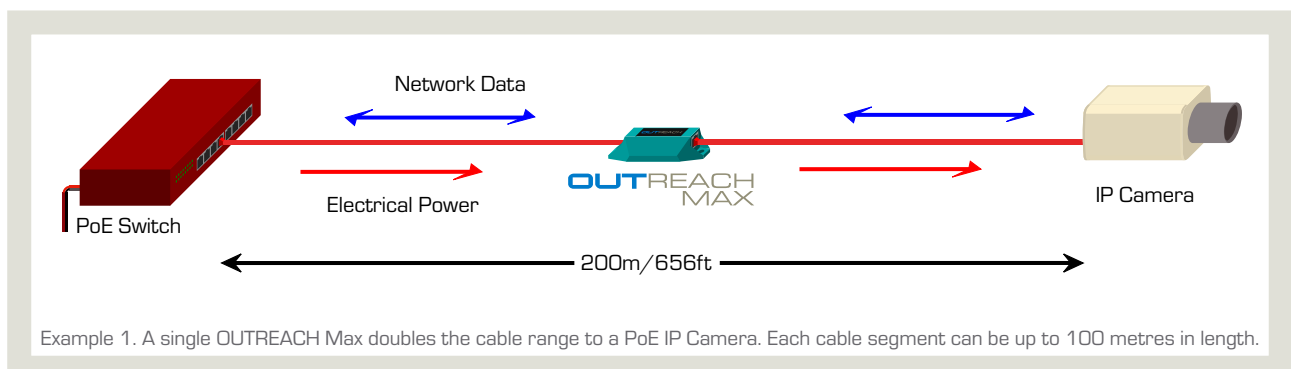 Network Data
OUTREACH
OUTREACH
MAX
Electrical Power
PoE Switch
IP Camera
200m/656ft
Example 1. A single OUTREACH Max doubles the cable range to a PoE IP Camera. Each cable segment can be up to 100 metres in length.